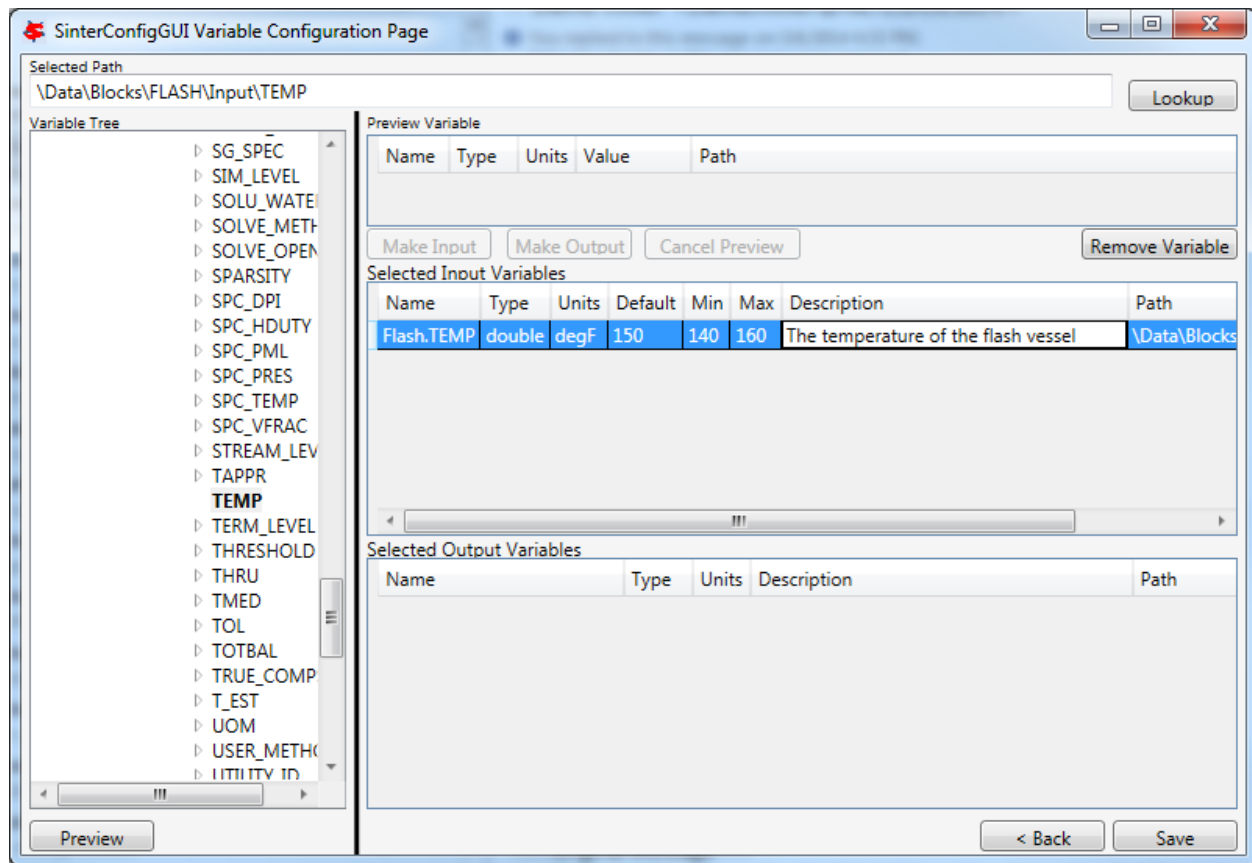 SinterConfigGUI Variable Configuration Page
Selected Path
\Data\Blocks\FLASH\Input\TEMP
Lookup
Variable Tree
SG_SPEC
SIM_LEVEL
SOLU_WATE
SOLVE_METH
SOLVE_OPEN
SPARSITY
SPC_DPI
SPC_HDUTY
SPC_PML
SPC_PRES
SPC_TEMP
SPC_VFRAC
STREAM_LEV
TAPPR
TEMP
TERM_LEVEL
THRESHOLD
THRU
TMED
TOL
TOTBAL
TRUE_COMP
T_EST
UOM
USER_METHO
UTILITY_ID
Preview
Preview Variable
Name Type Units Value Path
Make Input Make Output Cancel Preview Remove Variable
Selected Input Variables
Name Type Units Default Min Max Description Path
Flash.TEMP double degF 150 140 160 The temperature of the flash vessel \Data\Blocks
Selected Output Variables
Name Type Units Description Path
< Back Save